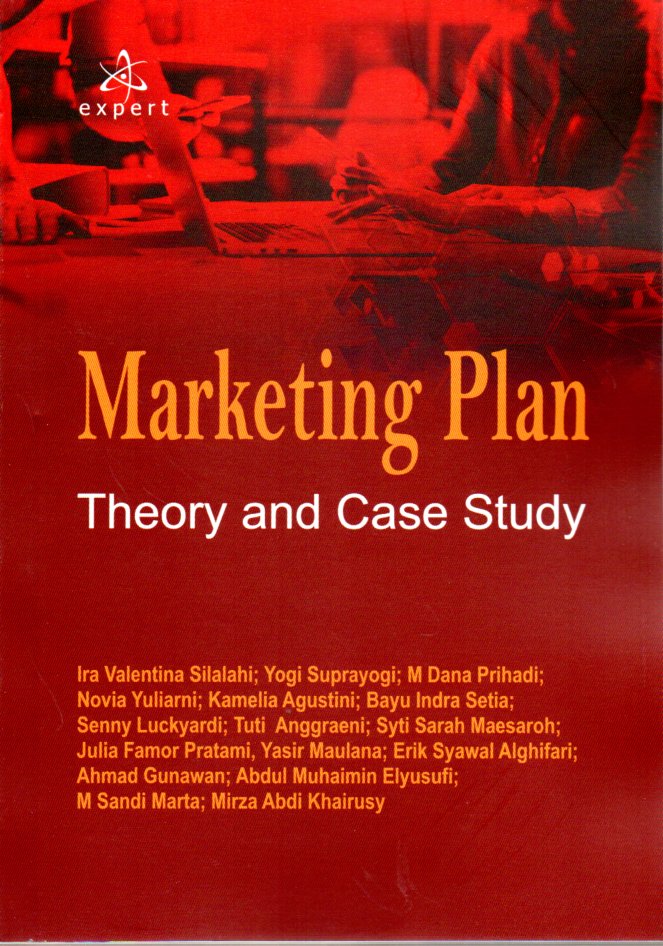 expert
Marketing Plan
Theory and Case Study
Ira Valentina Silalahi; Yogi Suprayogi; M Dana Prihadi;
Novia Yuliarni; Kamelia Agustini; Bayu Indra Setia;
Senny Luckyardi; Tuti Anggraeni; Syti Sarah Maesaroh;
Julia Famor Pratami, Yasir Maulana; Erik Syawal Alghifari;
Ahmad Gunawan; Abdul Muhaimin Elyusufi;
M Sandi Marta; Mirza Abdi Khairusy